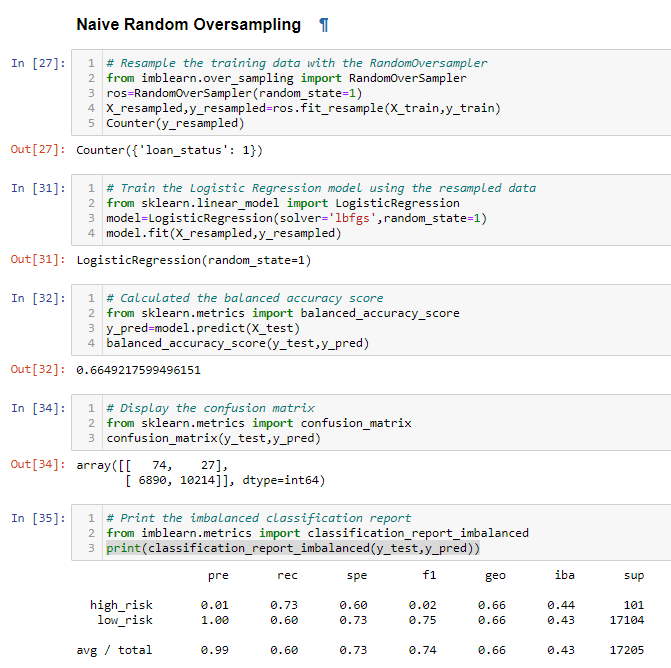 Naive Random Oversampling ¶
In [27]:
1 # Resample the training data with the RandomOversampler
2 from imblearn.over_sampling import RandomOverSampler
3 ros=RandomOverSampler(random_state=1)
4 X_resampled,y_resampled=ros.fit_resample(X_train,y_train)
5 Counter(y_resampled)
Out[27]: Counter({'loan_status': 1})
In [31]:
1 # Train the Logistic Regression model using the resampled data
2 from sklearn.linear_model import LogisticRegression
3 model=LogisticRegression(solver='lbfgs',random_state=1)
4 model.fit(X_resampled,y_resampled)
Out[31]: LogisticRegression(random_state=1)
In [32]:
1 # Calculated the balanced accuracy score
2 from sklearn.metrics import balanced_accuracy_score
3 y_pred=model.predict(X_test)
4 balanced_accuracy_score(y_test,y_pred)
Out[32]: 0.6649217599496151
In [34]:
1 # Display the confusion matrix
2 from sklearn.metrics import confusion_matrix
3 confusion_matrix(y_test,y_pred)
Out[34]: array([[   74,    27],
       [ 6890, 10214]], dtype=int64)
In [35]:
1 # Print the imbalanced classification report
2 from imblearn.metrics import classification_report_imbalanced
3 print(classification_report_imbalanced(y_test,y_pred))
pre rec spe f1 geo iba sup
high_risk 0.01 0.73 0.60 0.02 0.66 0.44 101
low_risk 1.00 0.60 0.73 0.75 0.66 0.43 17104
avg / total 0.99 0.60 0.73 0.74 0.66 0.43 17205